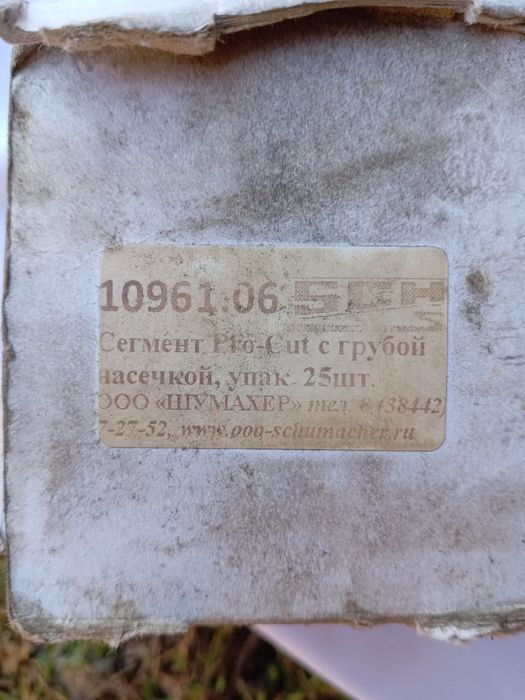 10961.06 SCH
Сегмент Pro-Cut с грубой
насечкой, упак. 25шт.
ООО «ШУМАХЕР» тел. 8 (38442)
7-27-52, www.ooo-schumacher.ru